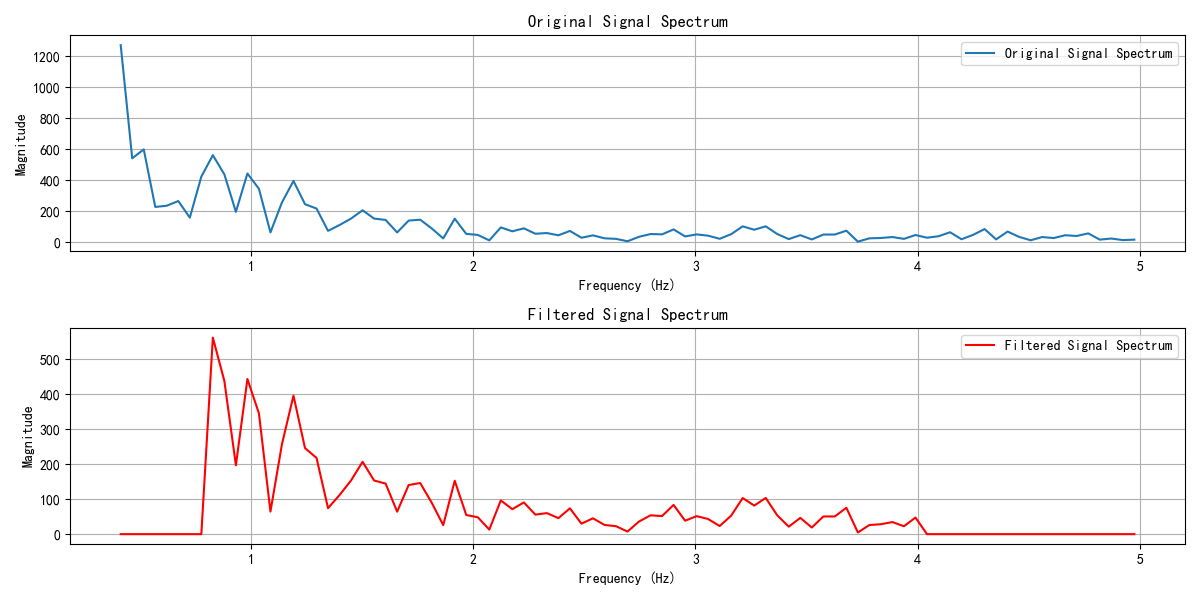 Original Signal Spectrum
Original Signal Spectrum
1200
1000
800
600
400
200
0
Magnitude
1 2 3 4 5
Frequency (Hz)
Filtered Signal Spectrum
Filtered Signal Spectrum
500
400
300
200
100
0
Magnitude
1 2 3 4 5
Frequency (Hz)